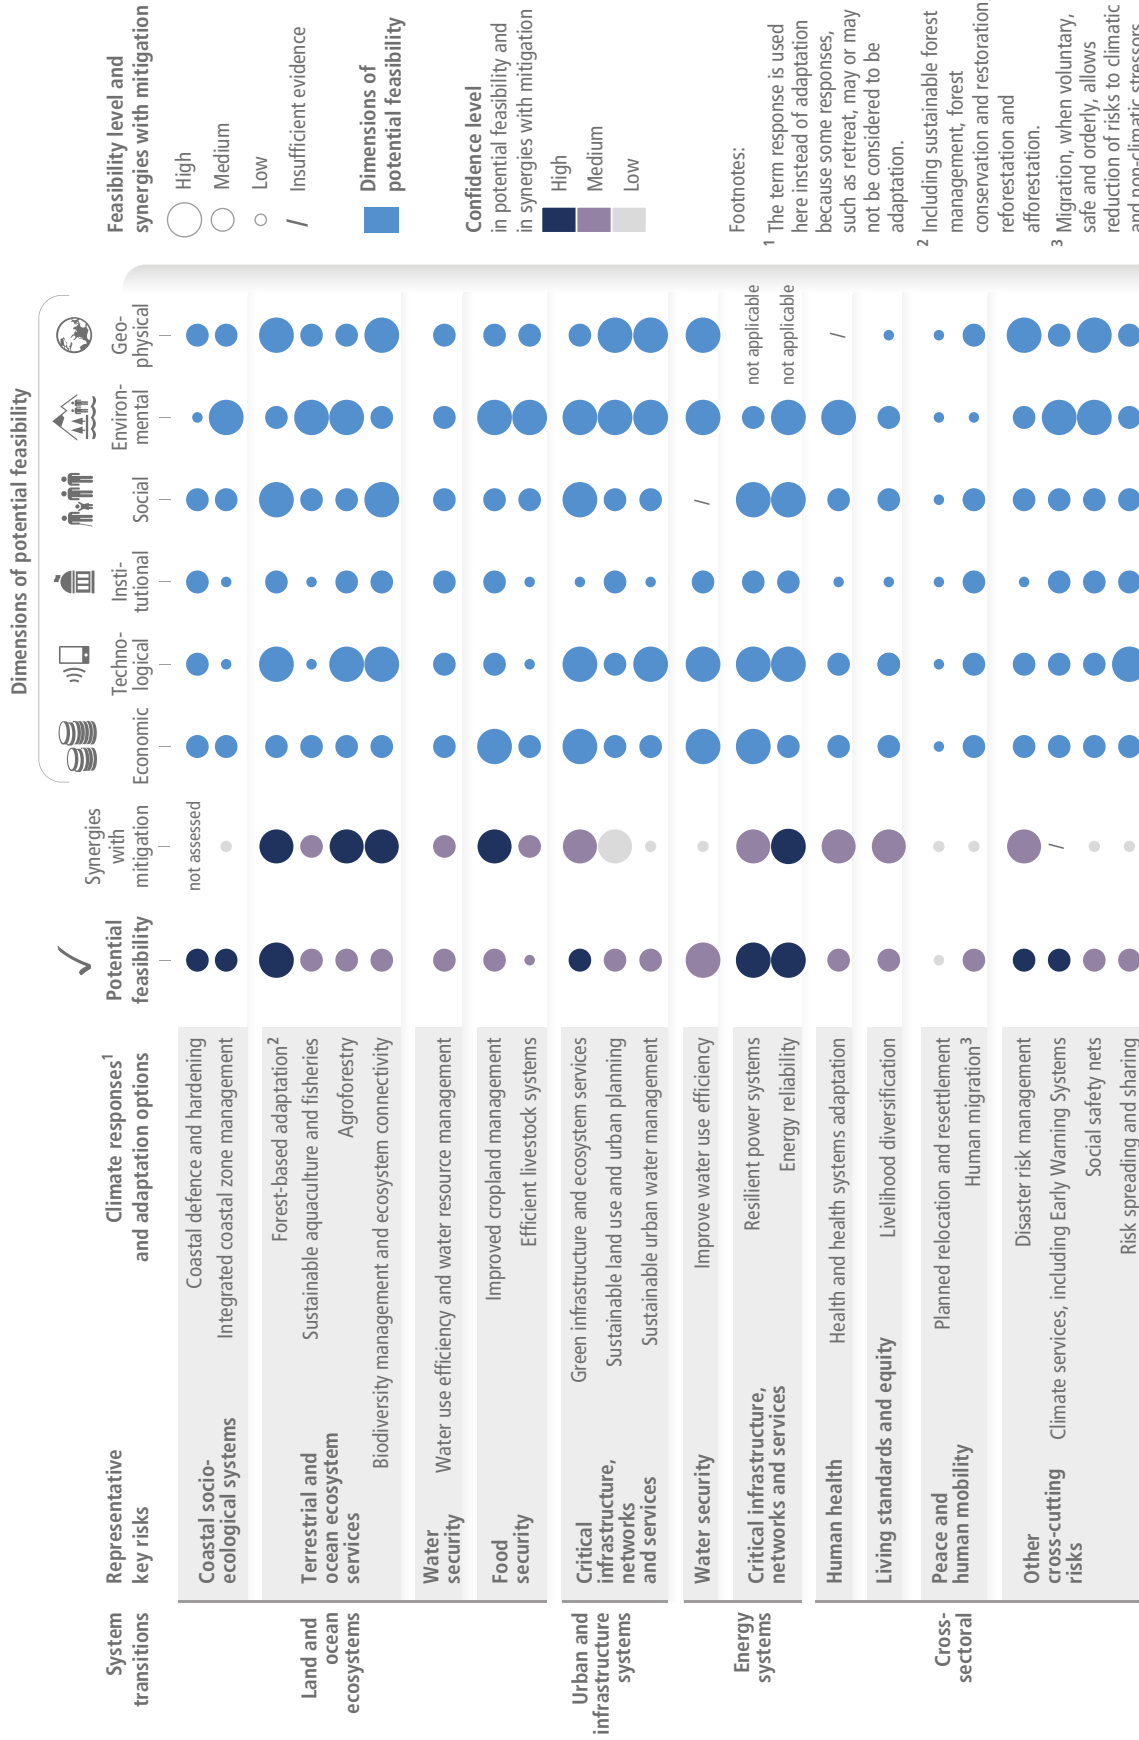 Dimensions of potential feasibility
System
transitions
Representative
key risks
Climate responses1
and adaptation options
Potential
feasibility
Synergies
with
mitigation
Economic
Techno-
logical
Insti-
tutional
Social
Environ-
mental
Geo-
physical
Land and
ocean
ecosystems
Coastal socio-
ecological systems
Coastal defence and hardening
not assessed
Integrated coastal zone management
Terrestrial and
ocean ecosystem
services
Forest-based adaptation2
Sustainable aquaculture and fisheries
Agroforestry
Biodiversity management and ecosystem connectivity
Water
security
Water use efficiency and water resource management
Food
security
Improved cropland management
Efficient livestock systems
Urban and
infrastructure
systems
Critical
infrastructure,
networks
and services
Green infrastructure and ecosystem services
Sustainable land use and urban planning
Sustainable urban water management
Energy
systems
Water security
Improve water use efficiency
/
Critical infrastructure,
networks and services
Resilient power systems
not applicable
Energy reliability
not applicable
Cross-
sectoral
Human health
Health and health systems adaptation
/
Living standards and equity
Livelihood diversification
Peace and
human mobility
Planned relocation and resettlement
Human migration3
Other
cross-cutting
risks
Disaster risk management
Climate services, including Early Warning Systems
/
Social safety nets
Risk spreading and sharing
Feasibility level and
synergies with mitigation
High
Medium
Low
/ Insufficient evidence
Dimensions of
potential feasibility
Confidence level
in potential feasibility and
in synergies with mitigation
High
Medium
Low
Footnotes:
1 The term response is used
here instead of adaptation
because some responses,
such as retreat, may or may
not be considered to be
adaptation.
2 Including sustainable forest
management, forest
conservation and restoration,
reforestation and
afforestation.
3 Migration, when voluntary,
safe and orderly, allows
reduction of risks to climatic
and non-climatic stressors.